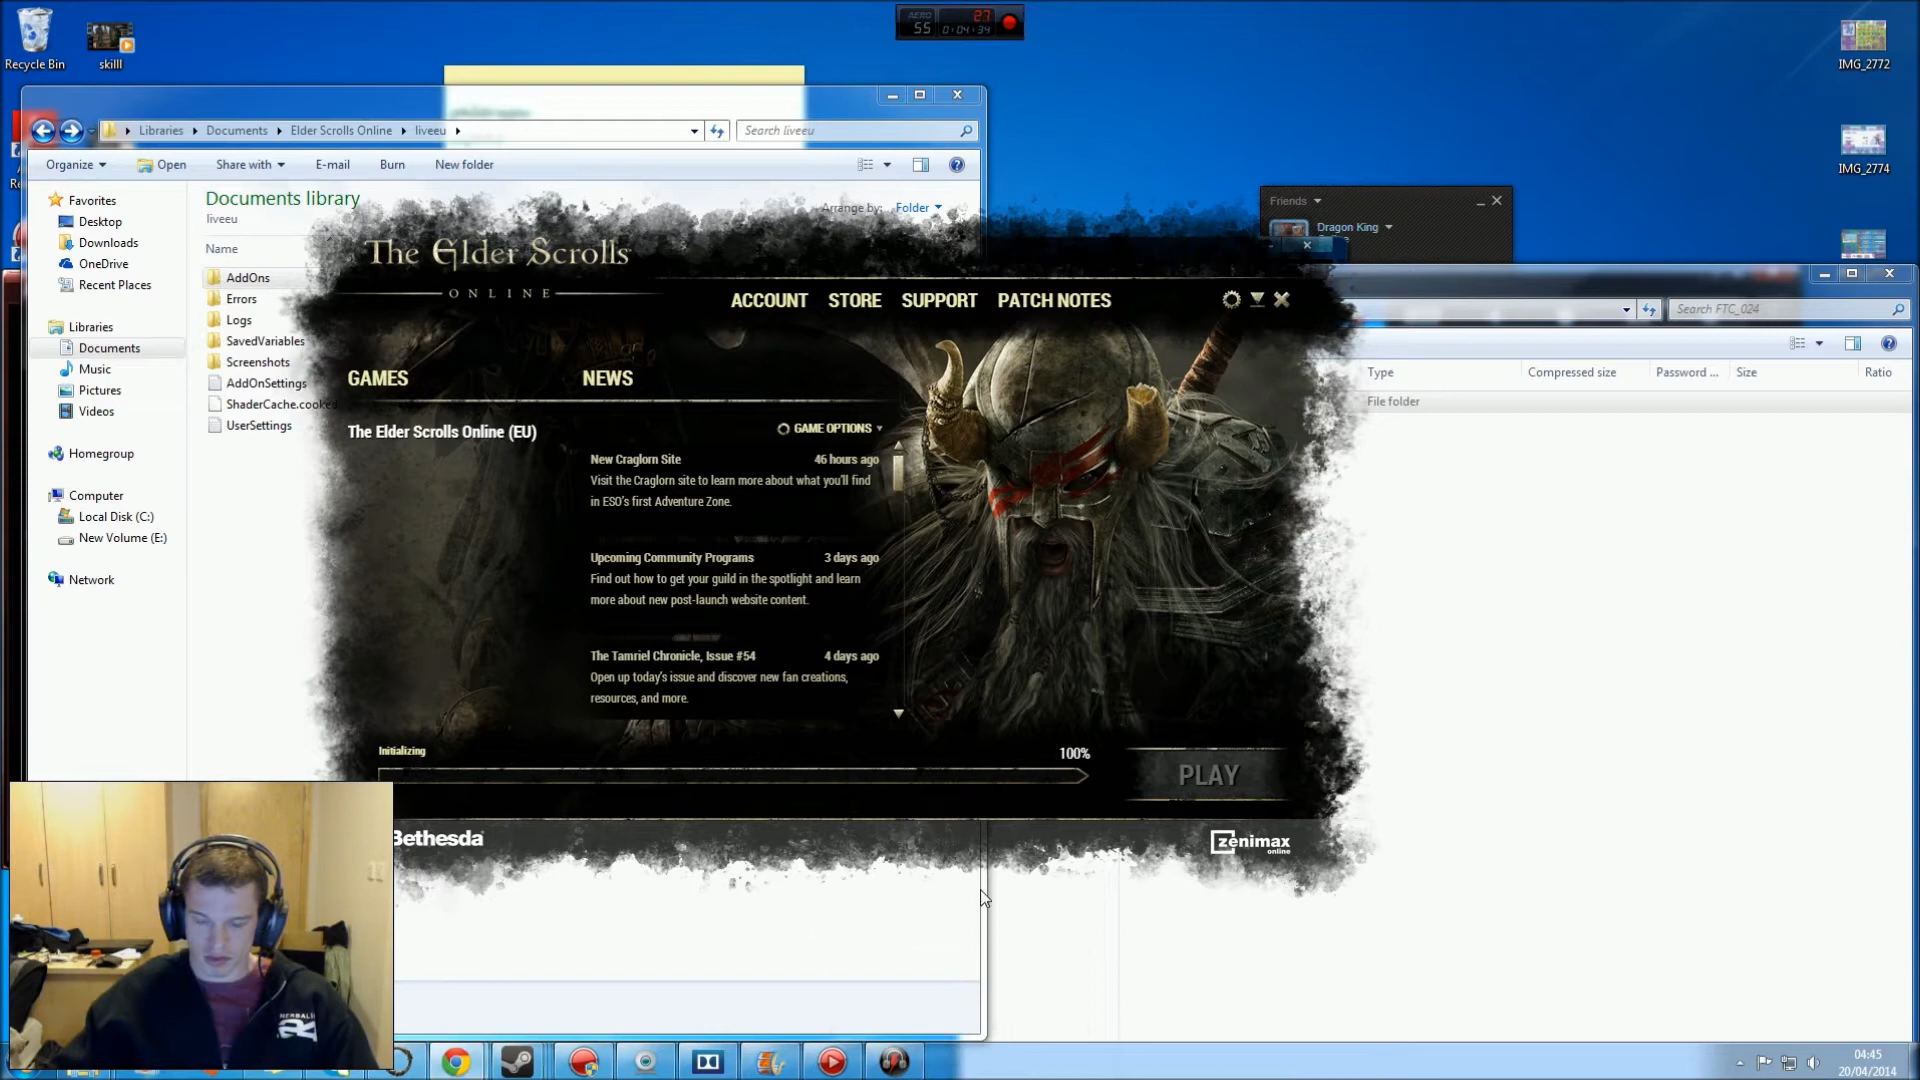 AERO
55
27
0:04:34
Recycle Bin
skilll
IMG_2772
IMG_2774
Libraries
Documents
Elder Scrolls Online
liveeu
Search liveeu
Organize
Open
Share with
E-mail
Burn
New folder
Favorites
Desktop
Downloads
OneDrive
Recent Places
Libraries
Documents
Music
Pictures
Videos
Homegroup
Computer
Local Disk (C:)
New Volume (E:)
Network
Documents library
liveeu
Arrange by:
Folder
Name
AddOns
Errors
Logs
SavedVariables
Screenshots
AddOnSettings
ShaderCache.cooked
UserSettings
Friends
Dragon King
The Elder Scrolls
ONLINE
ACCOUNT
STORE
SUPPORT
PATCH NOTES
GAMES
NEWS
The Elder Scrolls Online (EU)
GAME OPTIONS
New Craglorn Site
46 hours ago
Visit the Craglorn site to learn more about what you'll find
in ESO's first Adventure Zone.
Upcoming Community Programs
3 days ago
Find out how to get your guild in the spotlight and learn
more about new post-launch website content.
The Tamriel Chronicle, Issue #54
4 days ago
Open up today's issue and discover new fan creations,
resources, and more.
Initializing
100%
PLAY
Bethesda
zenimax
online
Search FTC_024
Type
Compressed size
Password ...
Size
Ratio
File folder
04:45
20/04/2014